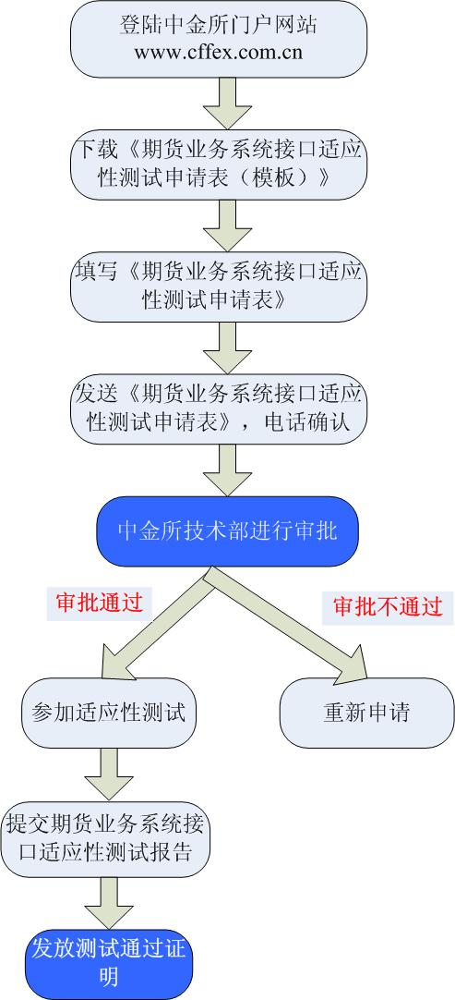 登陆中金所门户网站
www.cffex.com.cn
下载《期货业务系统接口适应
性测试申请表（模板）》
填写《期货业务系统接口适应
性测试申请表》
发送《期货业务系统接口适应
性测试申请表》，电话确认
中金所技术部进行审批
审批通过
审批不通过
参加适应性测试
重新申请
提交期货业务系统接
口适应性测试报告
发放测试通过证
明